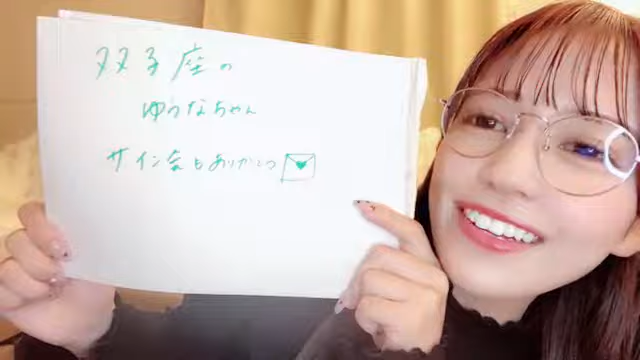 双子座の
ゆうなちゃん
サイン会もありがとう